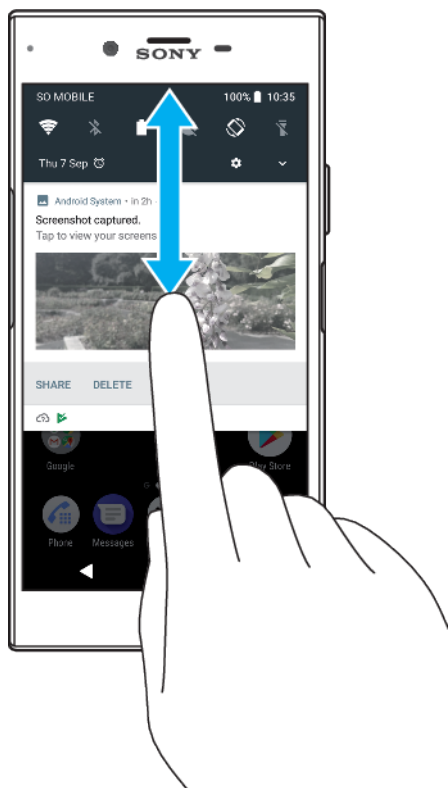 SONY
SO MOBILE 100% 10:35
Thu 7 Sep
Android System • in 2h
Screenshot captured.
Tap to view your screens
SHARE DELETE
Google
Play Store
Phone Messages